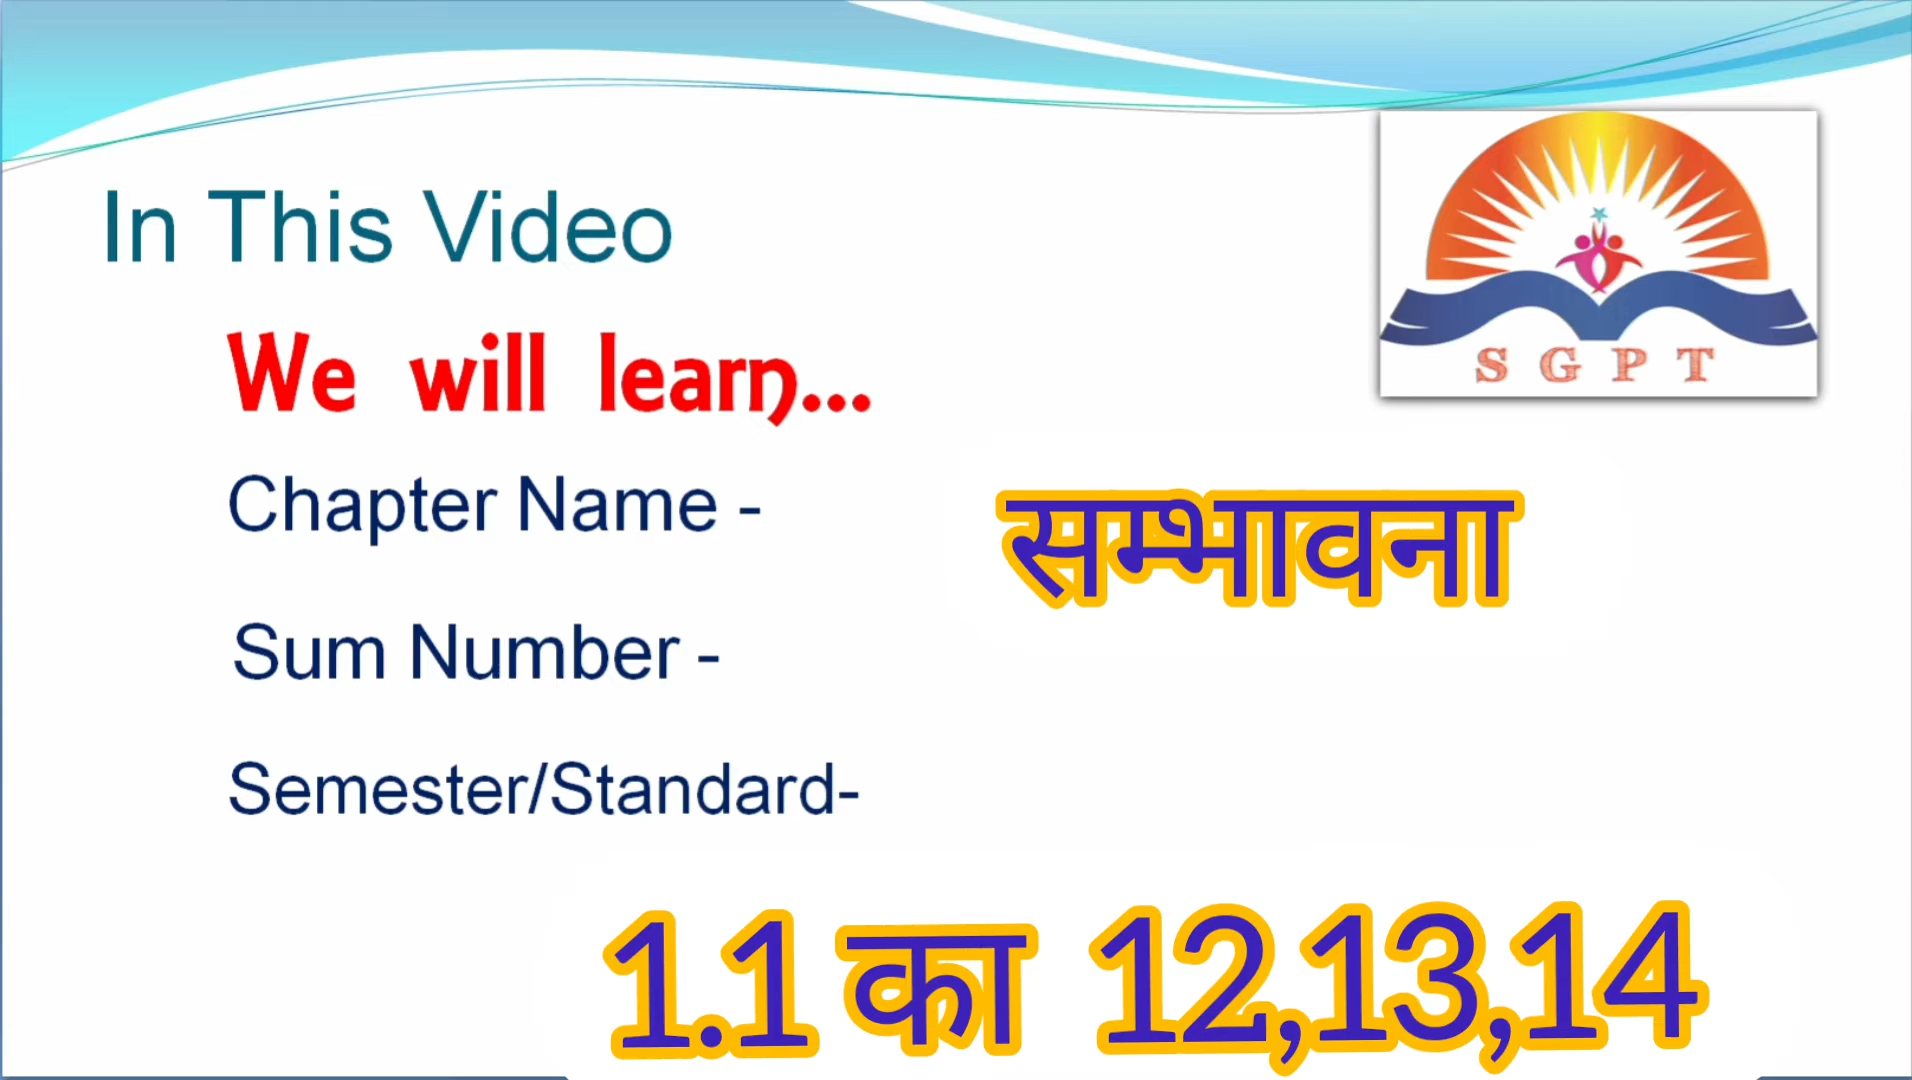 In This Video
S G P T
We will learn...
Chapter Name - सम्भावना
Sum Number -
Semester/Standard-
1.1 का 12,13,14